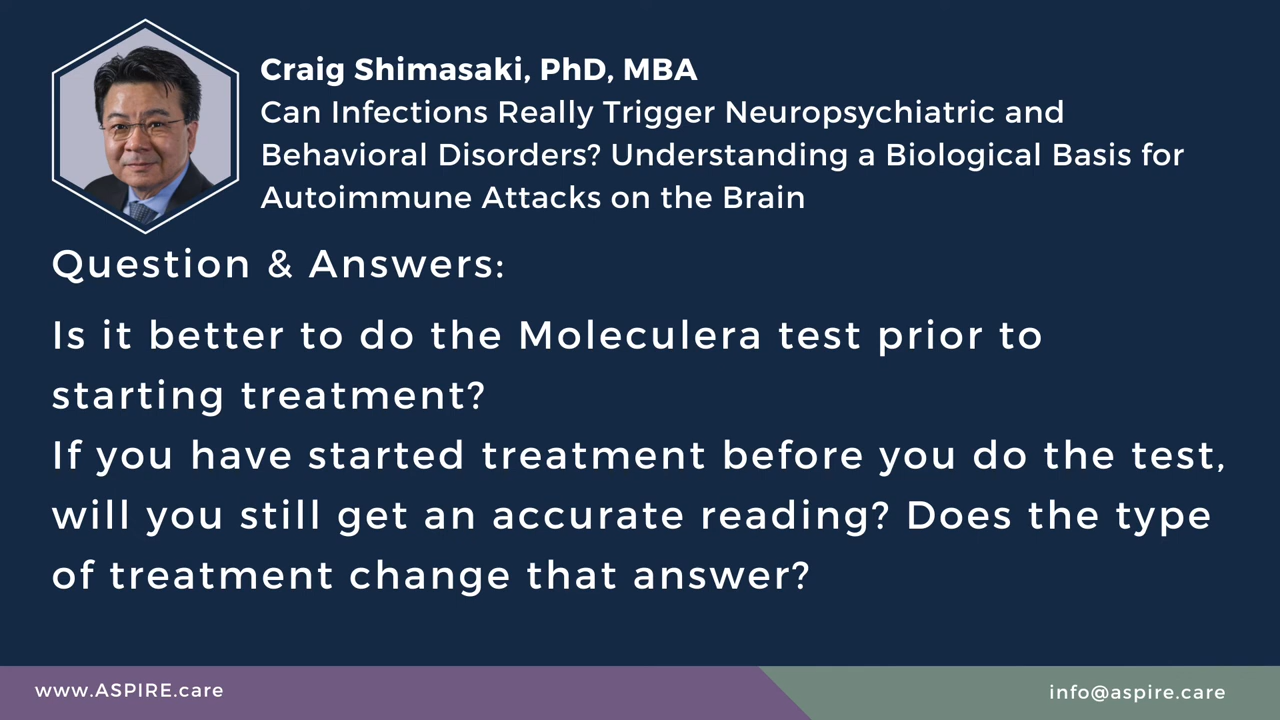 Craig Shimasaki, PhD, MBA
Can Infections Really Trigger Neuropsychiatric and
Behavioral Disorders? Understanding a Biological Basis for
Autoimmune Attacks on the Brain
Question & Answers:
Is it better to do the Moleculera test prior to
starting treatment?
If you have started treatment before you do the test,
will you still get an accurate reading? Does the type
of treatment change that answer?
www.ASPIRE.care
info@aspire.care